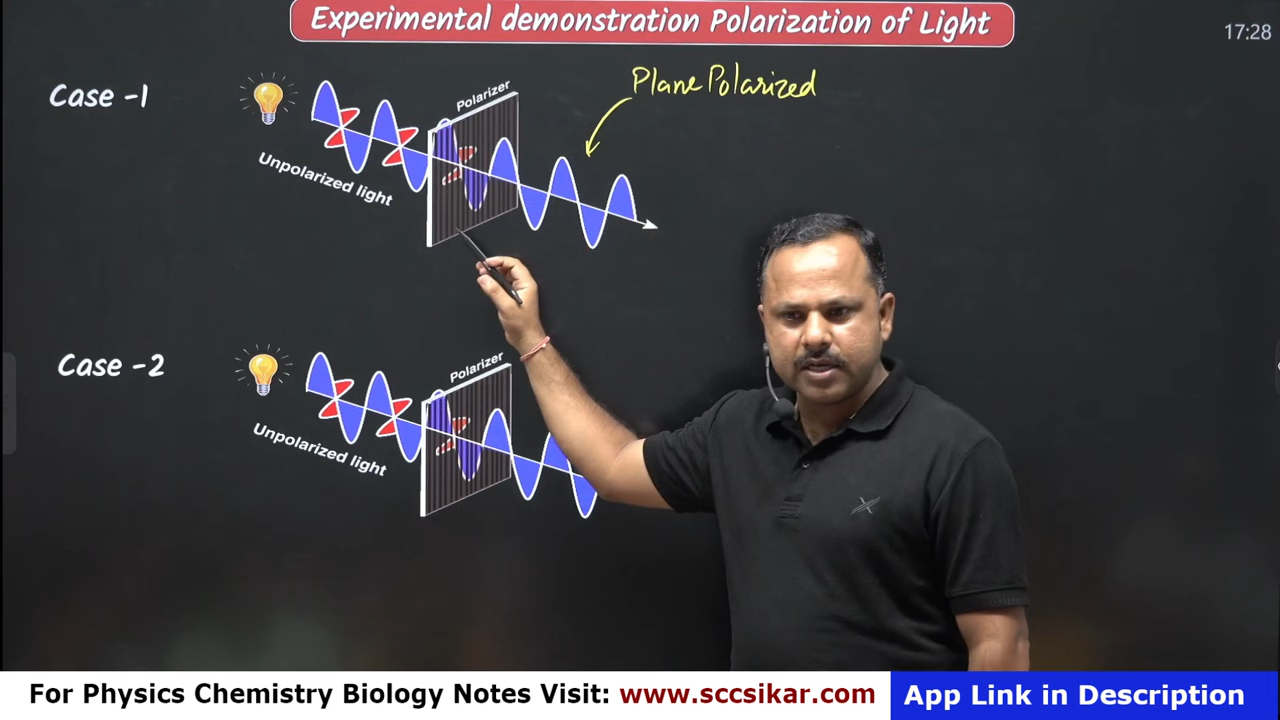 Experimental demonstration Polarization of Light
17:28
Case -1
Polarizer
Plane Polarized
Unpolarized light
Case -2
Polarizer
Unpolarized light
For Physics Chemistry Biology Notes Visit: www.sccsikar.com
App Link in Description